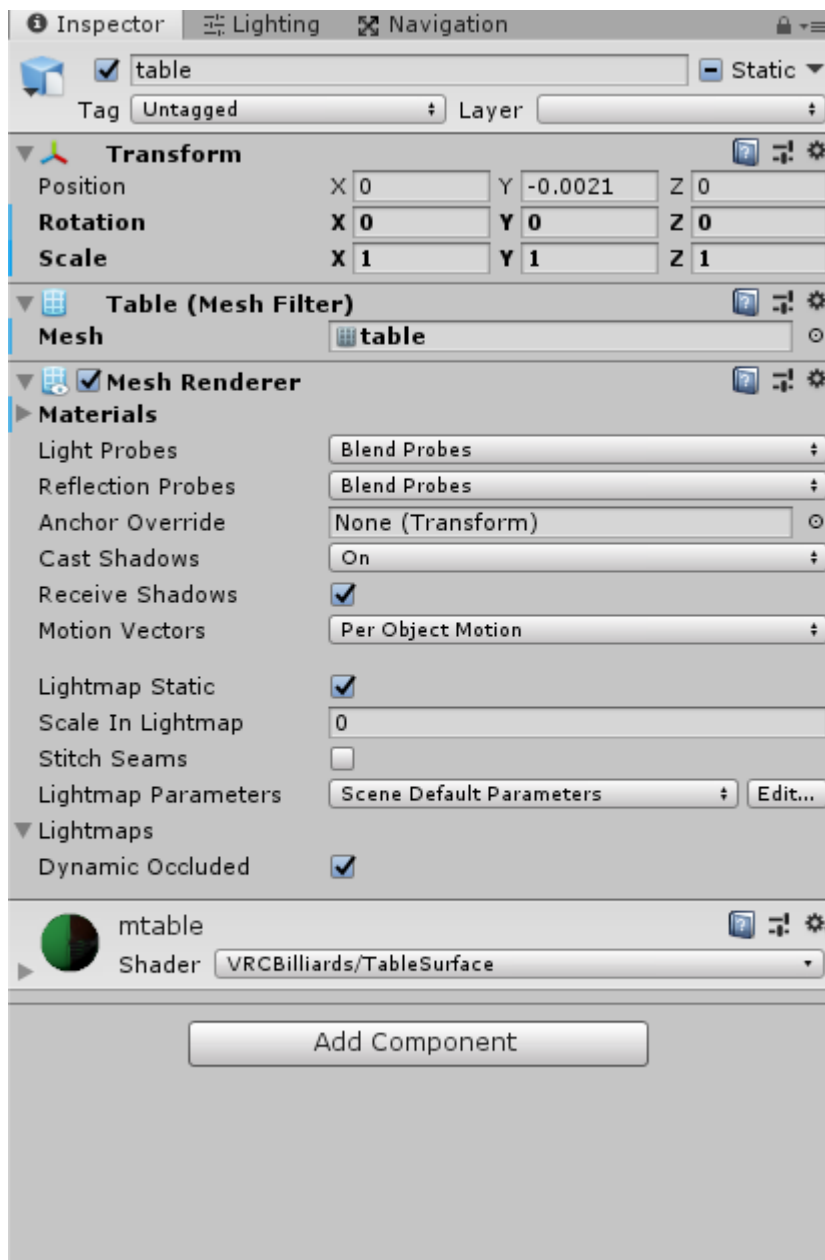 Inspector Lighting Navigation
table Static
Tag Untagged Layer
Transform
Position X 0 Y -0.0021 Z 0
Rotation X 0 Y 0 Z 0
Scale X 1 Y 1 Z 1
Table (Mesh Filter)
Mesh table
Mesh Renderer
Materials
Light Probes Blend Probes
Reflection Probes Blend Probes
Anchor Override None (Transform)
Cast Shadows On
Receive Shadows
Motion Vectors Per Object Motion
Lightmap Static
Scale In Lightmap 0
Stitch Seams
Lightmap Parameters Scene Default Parameters Edit...
Lightmaps
Dynamic Occluded
mtable
Shader VRCBilliards/TableSurface
Add Component